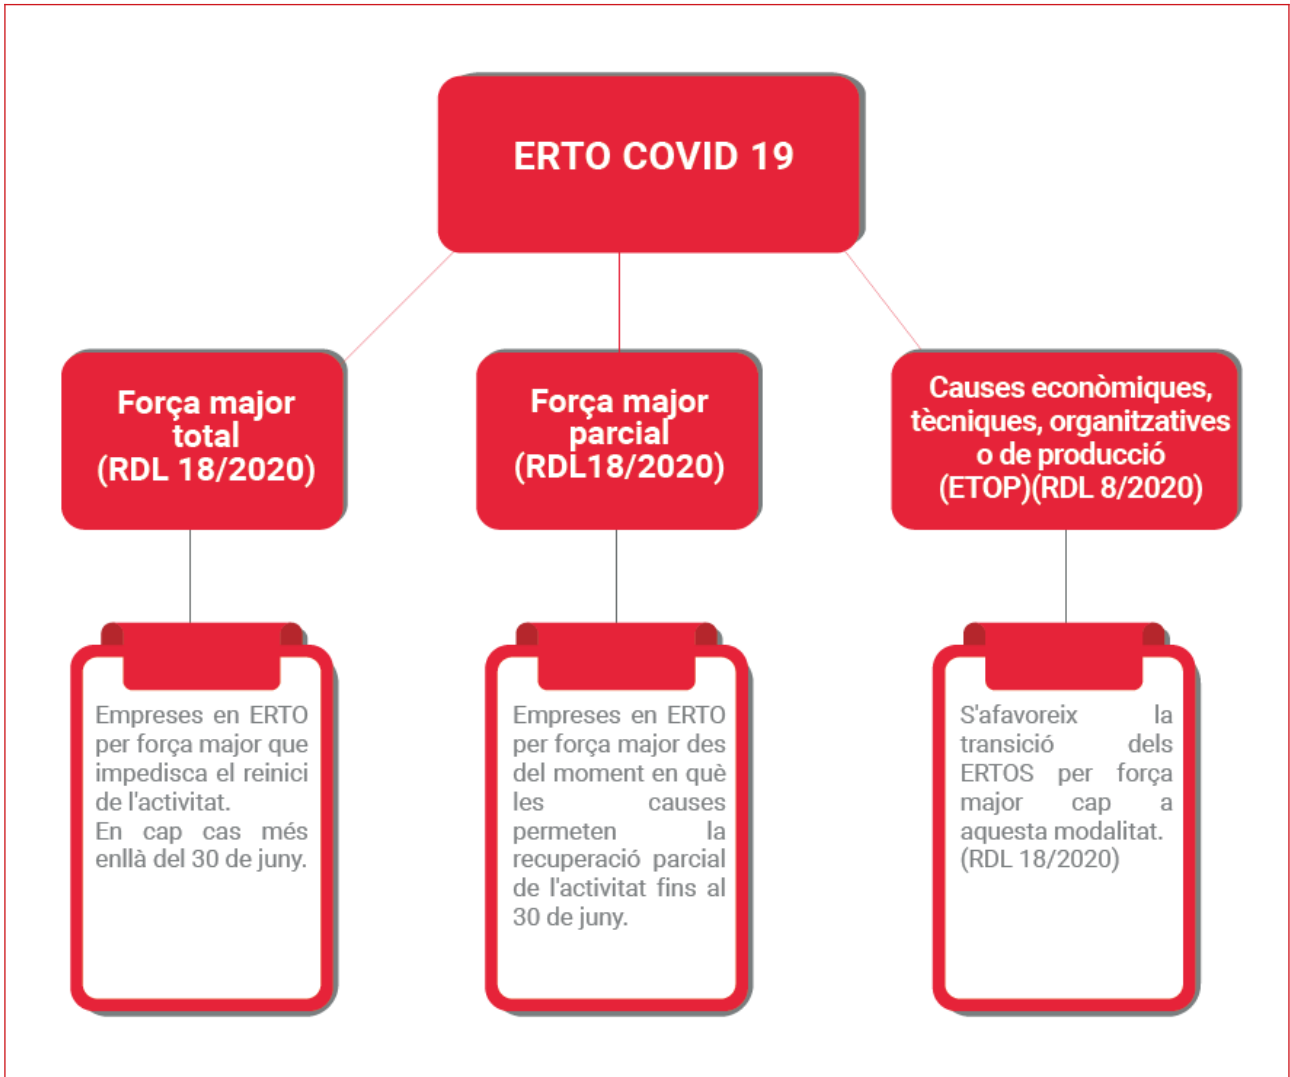 ERTO COVID 19
Força major
total
(RDL 18/2020)
Força major
parcial
(RDL18/2020)
Causes econòmiques,
tècniques, organitzatives
o de producció
(ETOP)(RDL 8/2020)
Empreses en ERTO
per força major que
impedisca el reinici
de l'activitat.
En cap cas més
enllà del 30 de juny.
Empreses en ERTO
per força major des
del moment en què
les causes
permeten la
recuperació parcial
de l'activitat fins al
30 de juny.
S'afavoreix la
transició dels
ERTOS per força
major cap a
aquesta modalitat.
(RDL 18/2020)